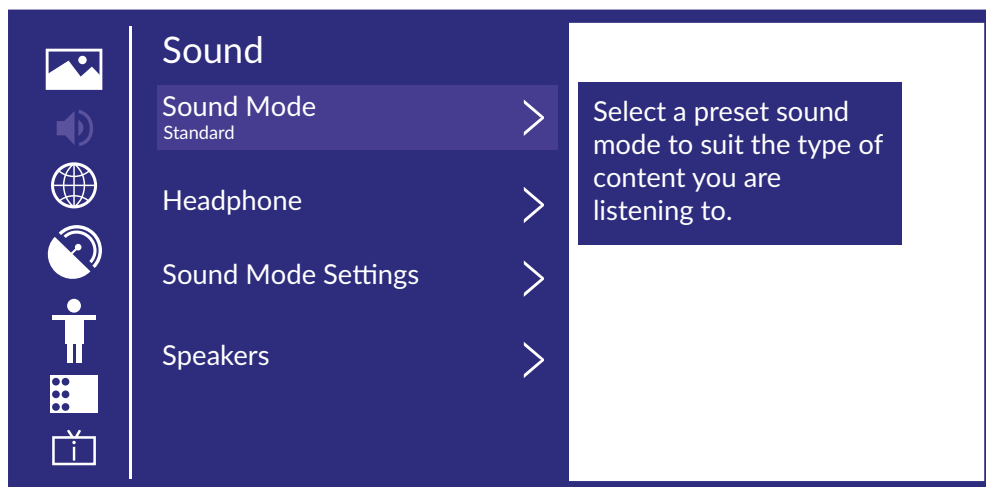 Sound
Sound Mode
Standard
Headphone
Sound Mode Settings
Speakers
Select a preset sound
mode to suit the type of
content you are
listening to.